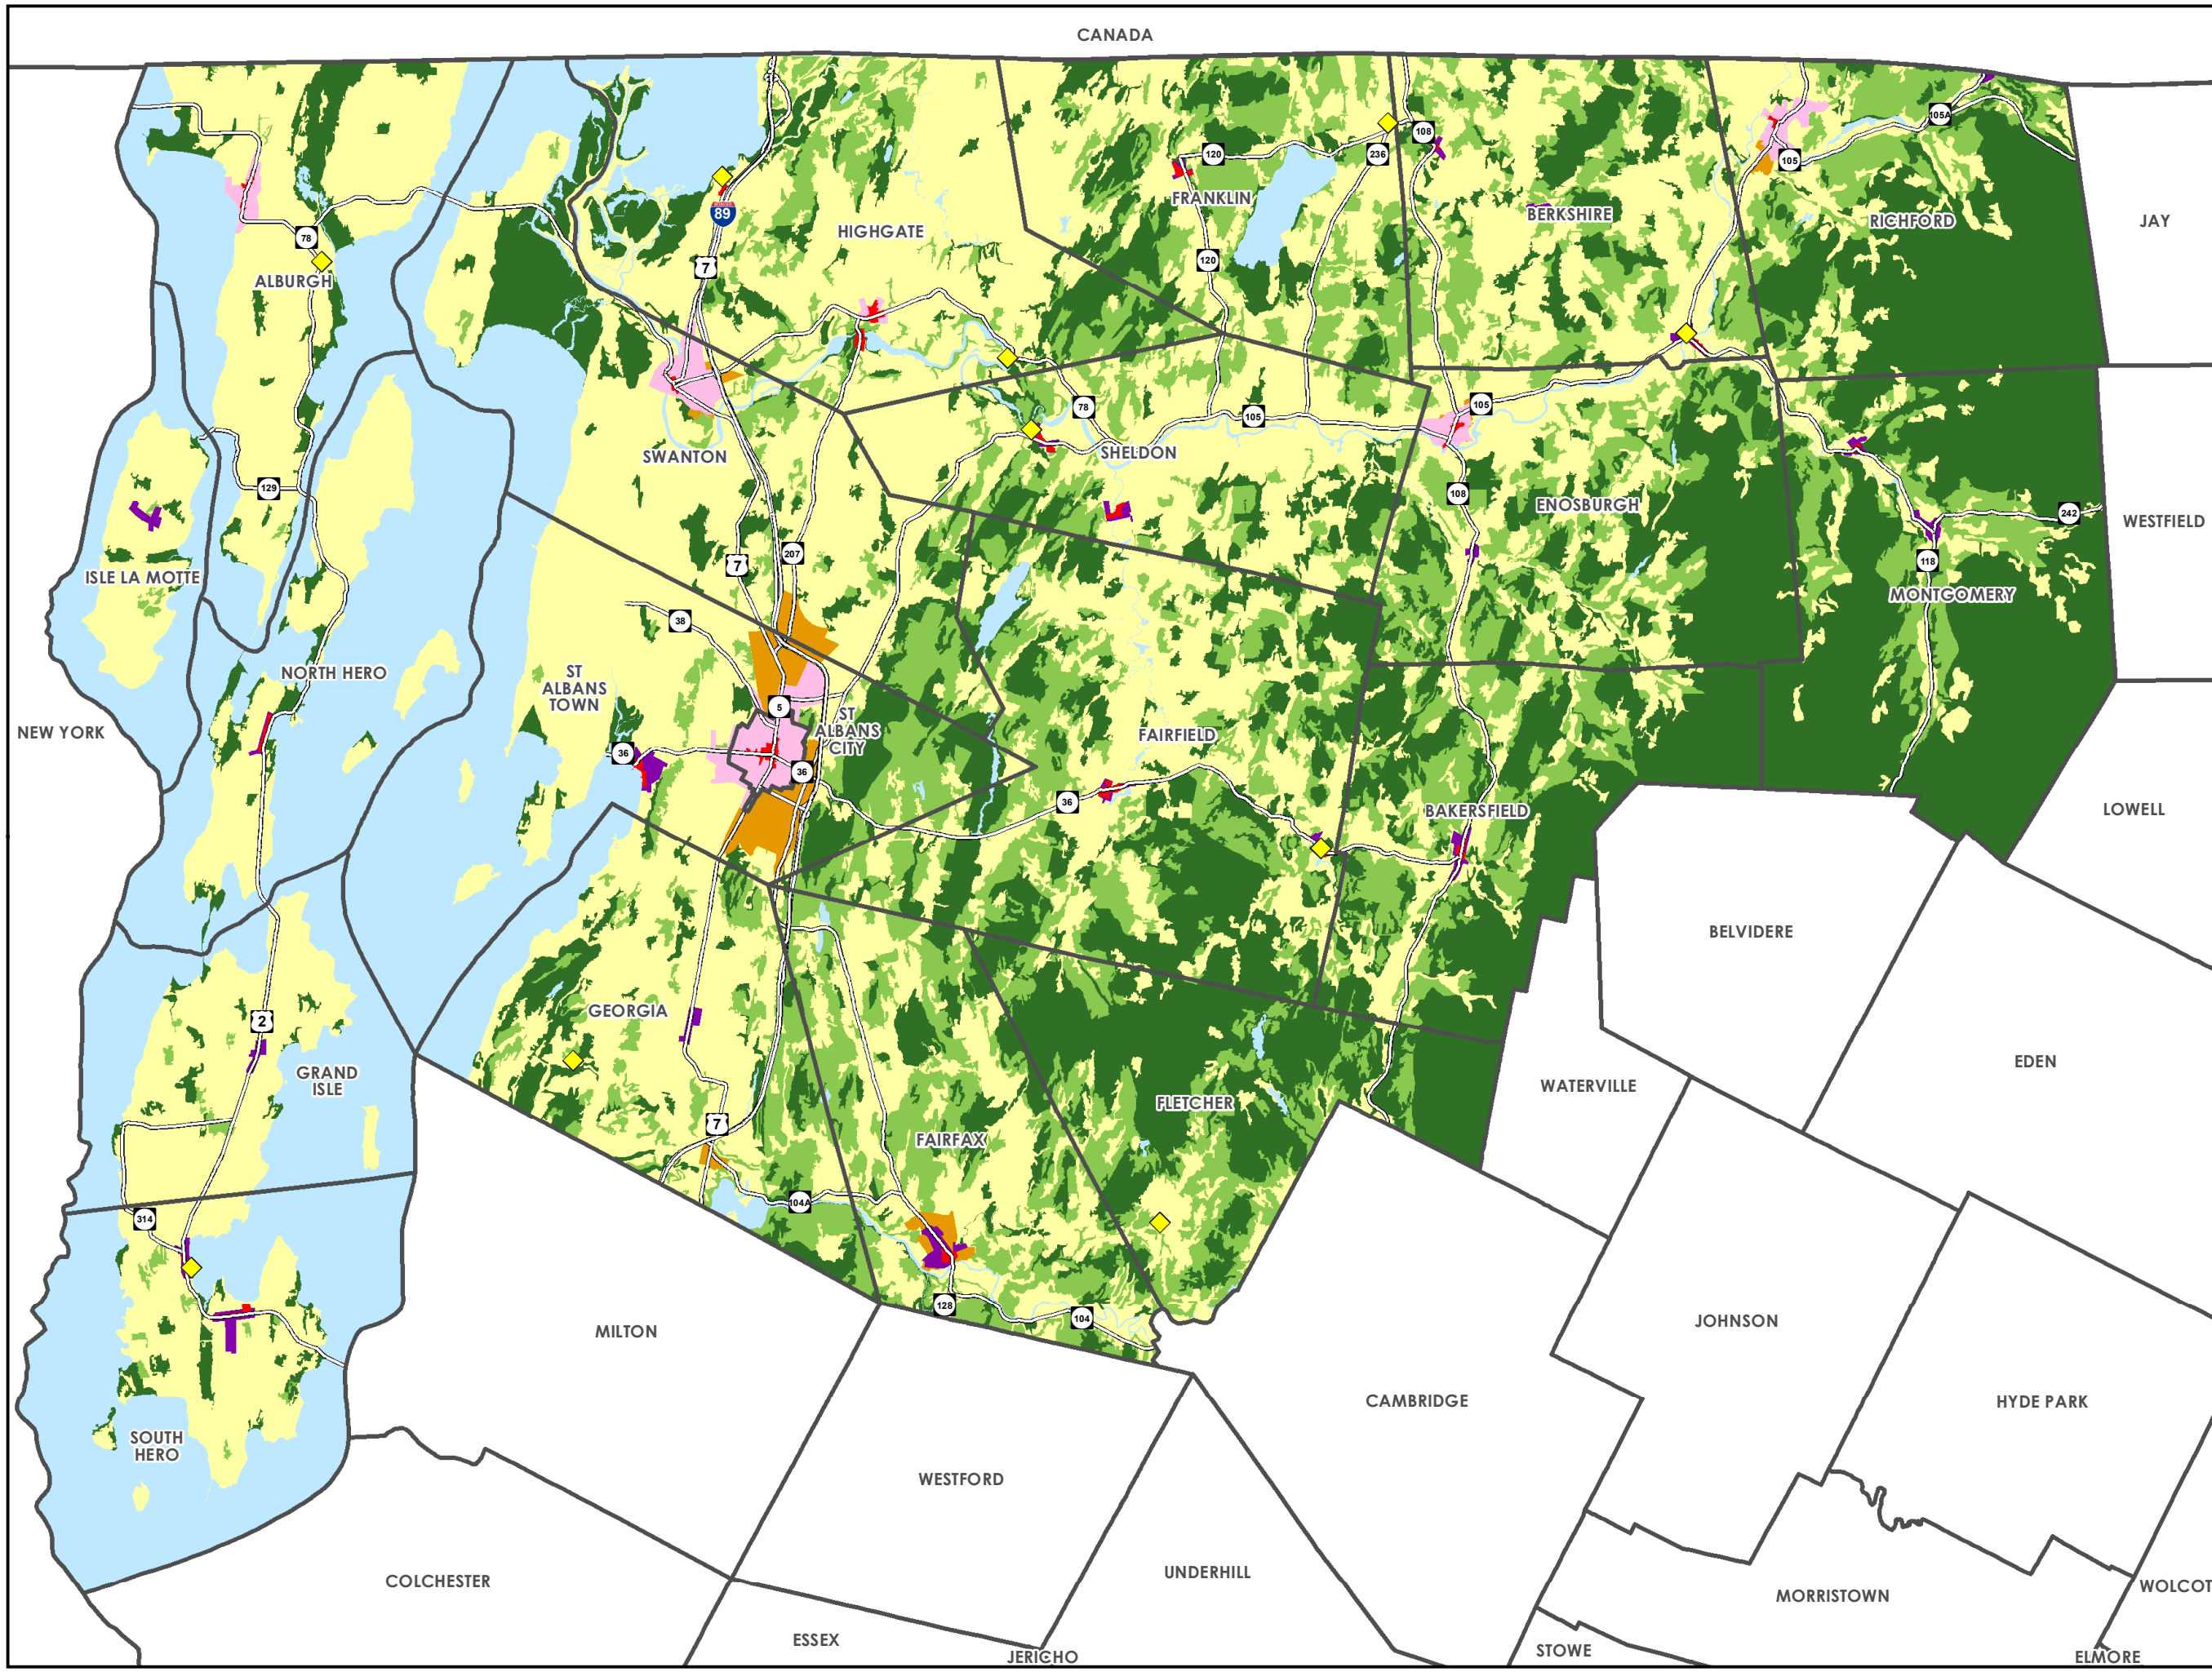 CANADA
105A
120
236
108
105
78
89
INTERSTATE
FRANKLIN
BERKSHIRE
RICHFORD
JAY
HIGHGATE
120
7
ALBURGH
105
78
105
SWANTON
SHELDON
129
108
ENOSBURGH
242
WESTFIELD
207
7
118
ISLE LA MOTTE
MONTGOMERY
38
NORTH HERO
ST
ALBANS
TOWN
5
ST
ALBANS
CITY
NEW YORK
FAIRFIELD
36
36
36
BAKERSFIELD
LOWELL
BELVIDERE
GEORGIA
2
GRAND
ISLE
EDEN
WATERVILLE
FLETCHER
7
FAIRFAX
104A
314
128
104
MILTON
JOHNSON
CAMBRIDGE
HYDE PARK
SOUTH
HERO
WESTFORD
UNDERHILL
COLCHESTER
WOLCOT
MORRISTOWN
ESSEX
STOWE
JERICHO
ELMORE